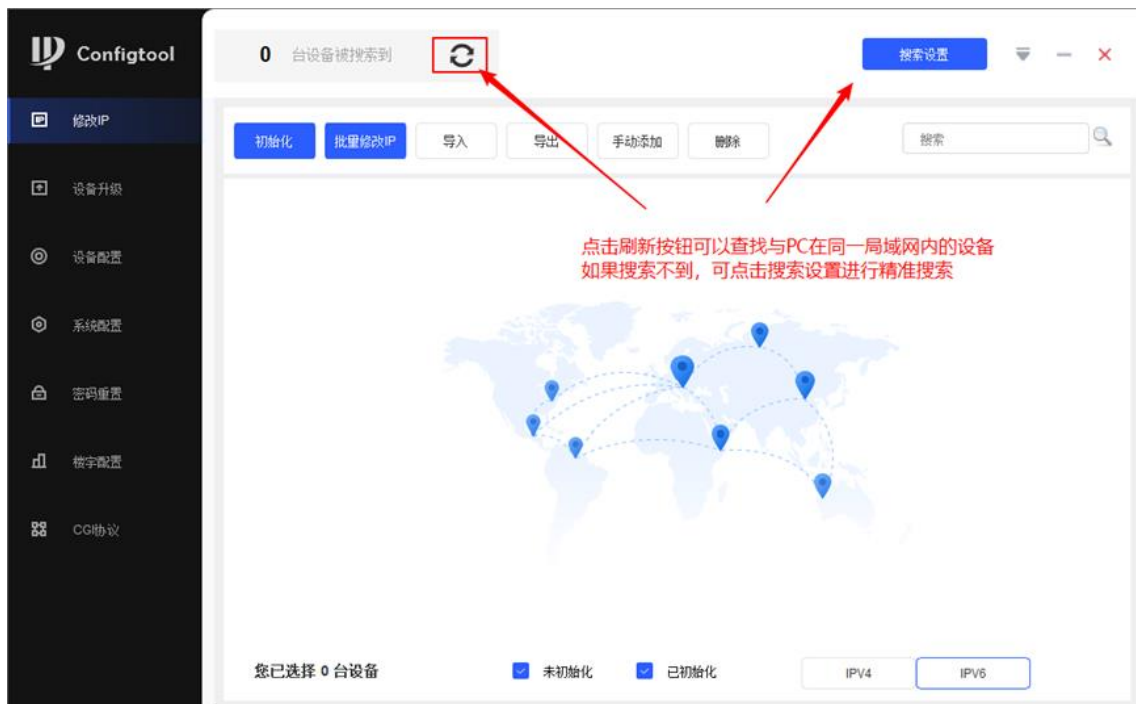 Configtool
0 台设备被搜索到
搜索设置
修改IP
初始化 批量修改IP 导入 导出 手动添加 删除 搜索
设备升级
点击刷新按钮可以查找与PC在同一局域网内的设备
如果搜索不到，可点击搜索设置进行精准搜索
设备配置
系统配置
密码重置
楼宇配置
CGI协议
您已选择 0 台设备 未初始化 已初始化 IPV4 IPV6